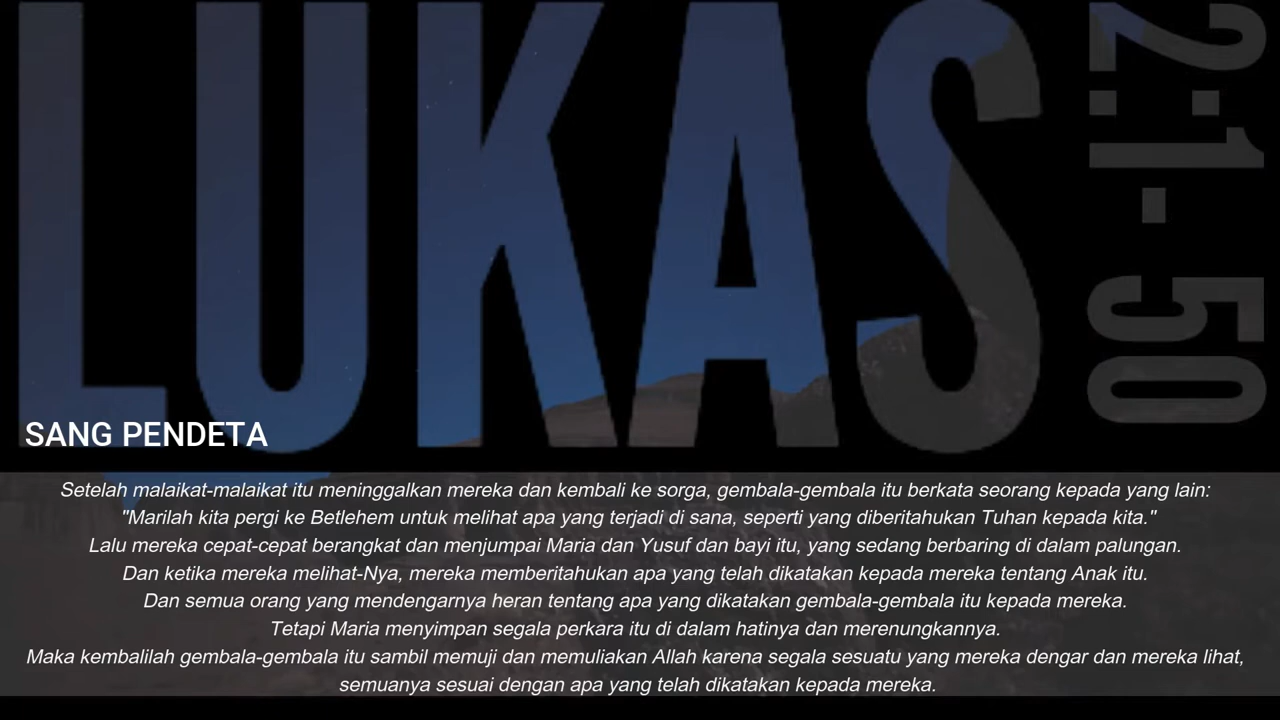 LUKAS
2:1- 50
SANG PENDETA
Setelah malaikat-malaikat itu meninggalkan mereka dan kembali ke sorga, gembala-gembala itu berkata seorang kepada yang lain:
"Marilah kita pergi ke Betlehem untuk melihat apa yang terjadi di sana, seperti yang diberitahukan Tuhan kepada kita."
Lalu mereka cepat-cepat berangkat dan menjumpai Maria dan Yusuf dan bayi itu, yang sedang berbaring di dalam palungan.
Dan ketika mereka melihat-Nya, mereka memberitahukan apa yang telah dikatakan kepada mereka tentang Anak itu.
Dan semua orang yang mendengarnya heran tentang apa yang dikatakan gembala-gembala itu kepada mereka.
Tetapi Maria menyimpan segala perkara itu di dalam hatinya dan merenungkannya.
Maka kembalilah gembala-gembala itu sambil memuji dan memuliakan Allah karena segala sesuatu yang mereka dengar dan mereka lihat,
semuanya sesuai dengan apa yang telah dikatakan kepada mereka.